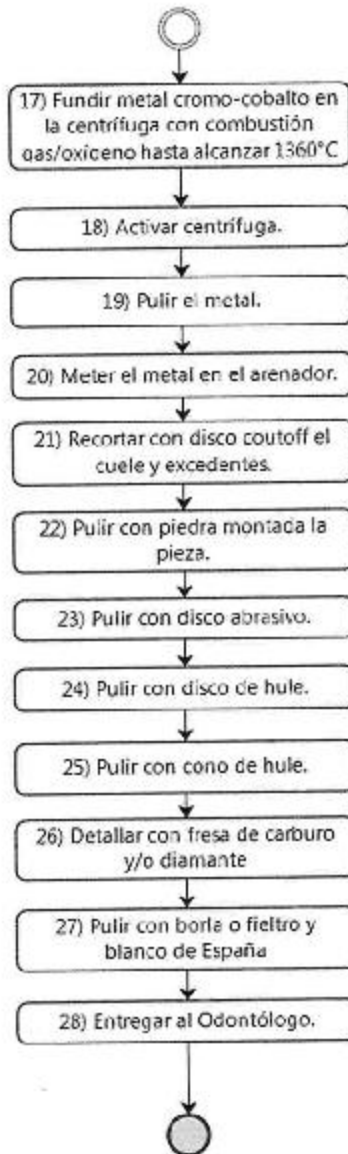 17) Fundir metal cromo-cobalto en
la centrífuga con combustión
gas/oxígeno hasta alcanzar 1360°C
18) Activar centrífuga.
19) Pulir el metal.
20) Meter el metal en el arenador.
21) Recortar con disco coutoff el
cuele y excedentes.
22) Pulir con piedra montada la
pieza.
23) Pulir con disco abrasivo.
24) Pulir con disco de hule.
25) Pulir con cono de hule.
26) Detallar con fresa de carburo
y/o diamante
27) Pulir con borla o fieltro y
blanco de España
28) Entregar al Odontólogo.